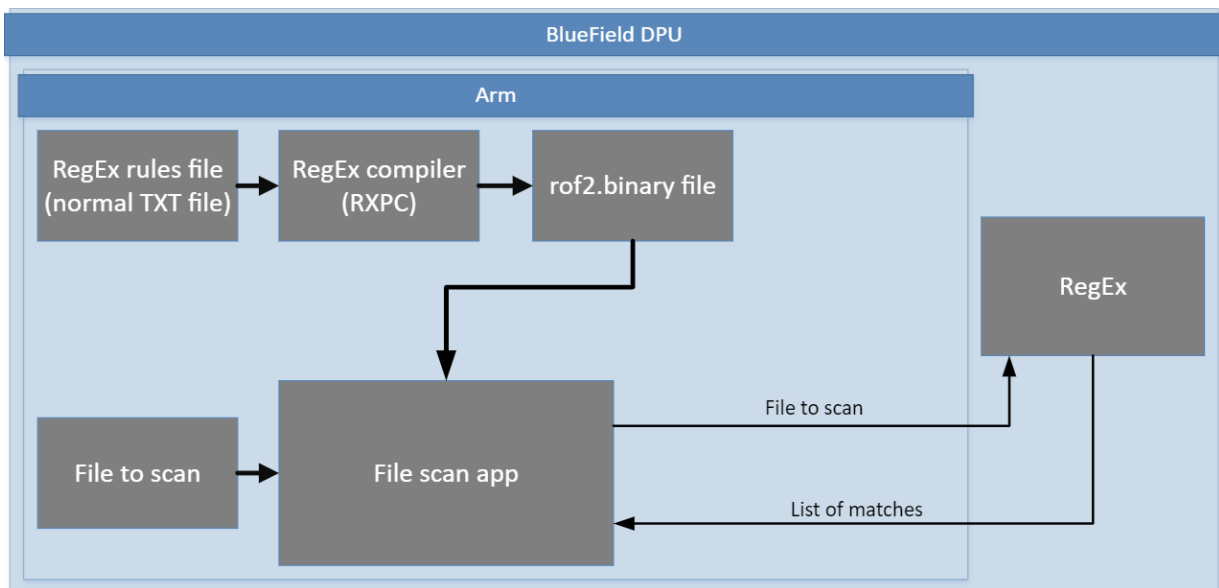 BlueField DPU
Arm
RegEx rules file
(normal TXT file)
RegEx compiler
(RXPC)
rof2.binary file
RegEx
File to scan
File scan app
File to scan
List of matches